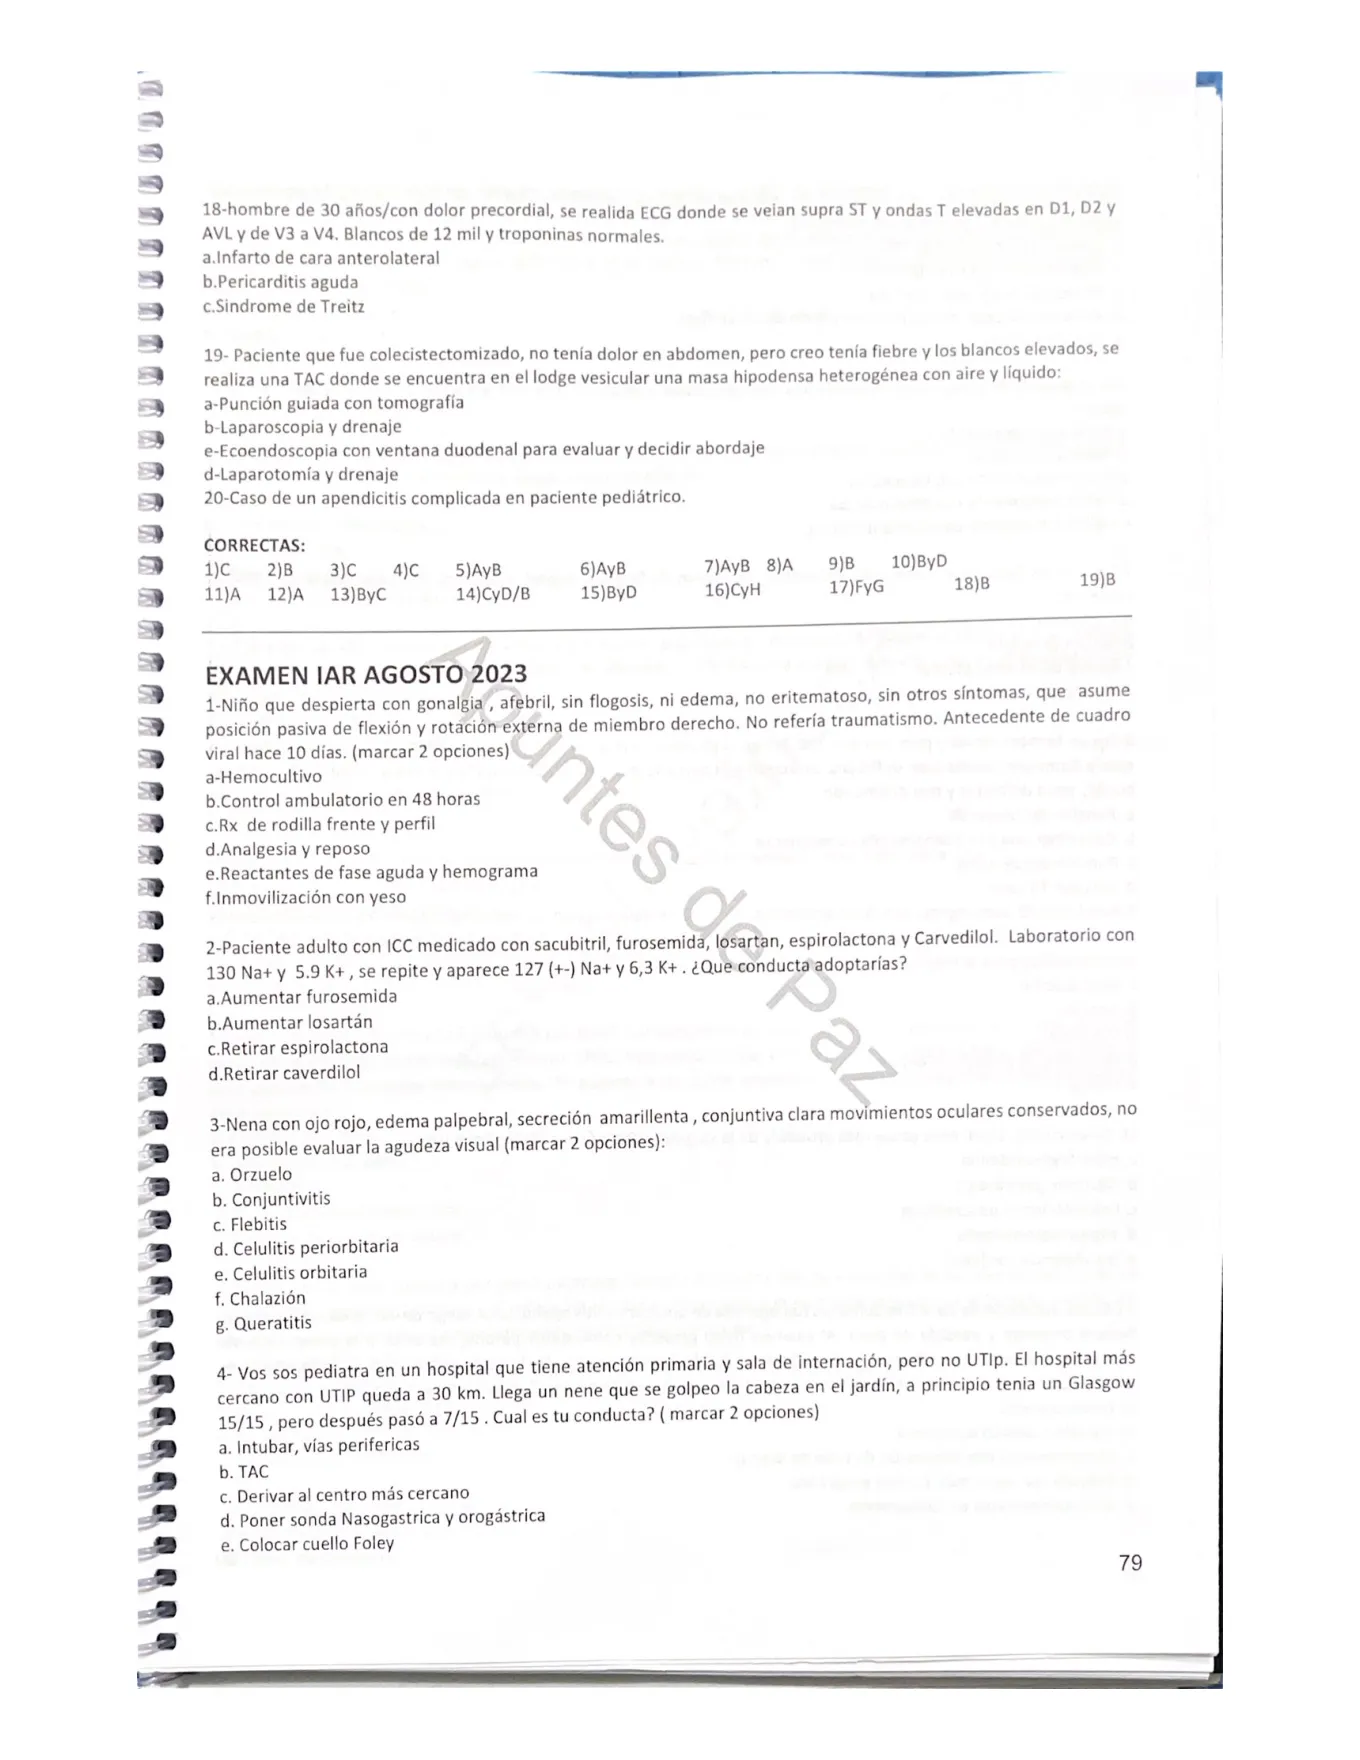 18-hombre de 30 años/con dolor precordial, se realida ECG donde se veian supra ST y ondas T elevadas en D1, D2 y
AVL y de V3 a V4. Blancos de 12 mil y troponinas normales.
a.Infarto de cara anterolateral
b.Pericarditis aguda
c.Sindrome de Treitz
19- Paciente que fue colecistectomizado, no tenía dolor en abdomen, pero creo tenía fiebre y los blancos elevados, se
realiza una TAC donde se encuentra en el lodge vesicular una masa hipodensa heterogénea con aire y líquido:
a-Punción guiada con tomografía
b-Laparoscopia y drenaje
e-Ecoendoscopia con ventana duodenal para evaluar y decidir abordaje
d-Laparotomía y drenaje
20-Caso de un apendicitis complicada en paciente pediátrico.
CORRECTAS:
1)C 2)B 3)C 4)C 5)AyB 6)AyB 7)AyB 8)A 9)B 10)ByD
11)A 12)A 13)ByC 14)CyD/B 15)ByD 16)CyH 17)FyG 18)B 19)B
EXAMEN IAR AGOSTO 2023
1-Niño que despierta con gonalgia , afebril, sin flogosis, ni edema, no eritematoso, sin otros síntomas, que asume
posición pasiva de flexión y rotación externa de miembro derecho. No refería traumatismo. Antecedente de cuadro
viral hace 10 días. (marcar 2 opciones)
a-Hemocultivo
b.Control ambulatorio en 48 horas
c.Rx de rodilla frente y perfil
d.Analgesia y reposo
e.Reactantes de fase aguda y hemograma
f.Inmovilización con yeso
2-Paciente adulto con ICC medicado con sacubitril, furosemida, losartan, espirolactona y Carvedilol. Laboratorio con
130 Na+ y 5.9 K+ , se repite y aparece 127 (+-) Na+ y 6,3 K+ . ¿Que conducta adoptarías?
a.Aumentar furosemida
b.Aumentar losartán
c.Retirar espirolactona
d.Retirar caverdilol
3-Nena con ojo rojo, edema palpebral, secreción amarillenta , conjuntiva clara movimientos oculares conservados, no
era posible evaluar la agudeza visual (marcar 2 opciones):
a. Orzuelo
b. Conjuntivitis
c. Flebitis
d. Celulitis periorbitaria
e. Celulitis orbitaria
f. Chalazión
g. Queratitis
4- Vos sos pediatra en un hospital que tiene atención primaria y sala de internación, pero no UTIp. El hospital más
cercano con UTIP queda a 30 km. Llega un nene que se golpeo la cabeza en el jardín, a principio tenia un Glasgow
15/15 , pero después pasó a 7/15 . Cual es tu conducta? ( marcar 2 opciones)
a. Intubar, vías perifericas
b. TAC
c. Derivar al centro más cercano
d. Poner sonda Nasogastrica y orogástrica
e. Colocar cuello Foley
79
Apuntes de Paz